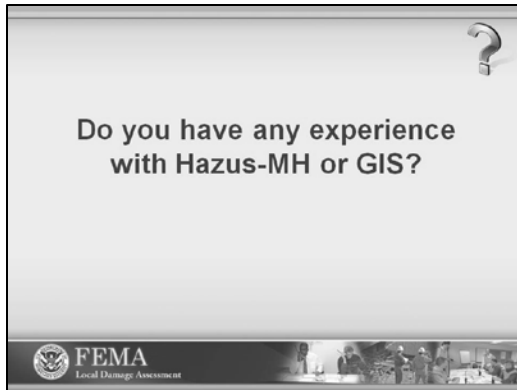 ?
Do you have any experience
with Hazus-MH or GIS?
FEMA
Local Damage Assessment